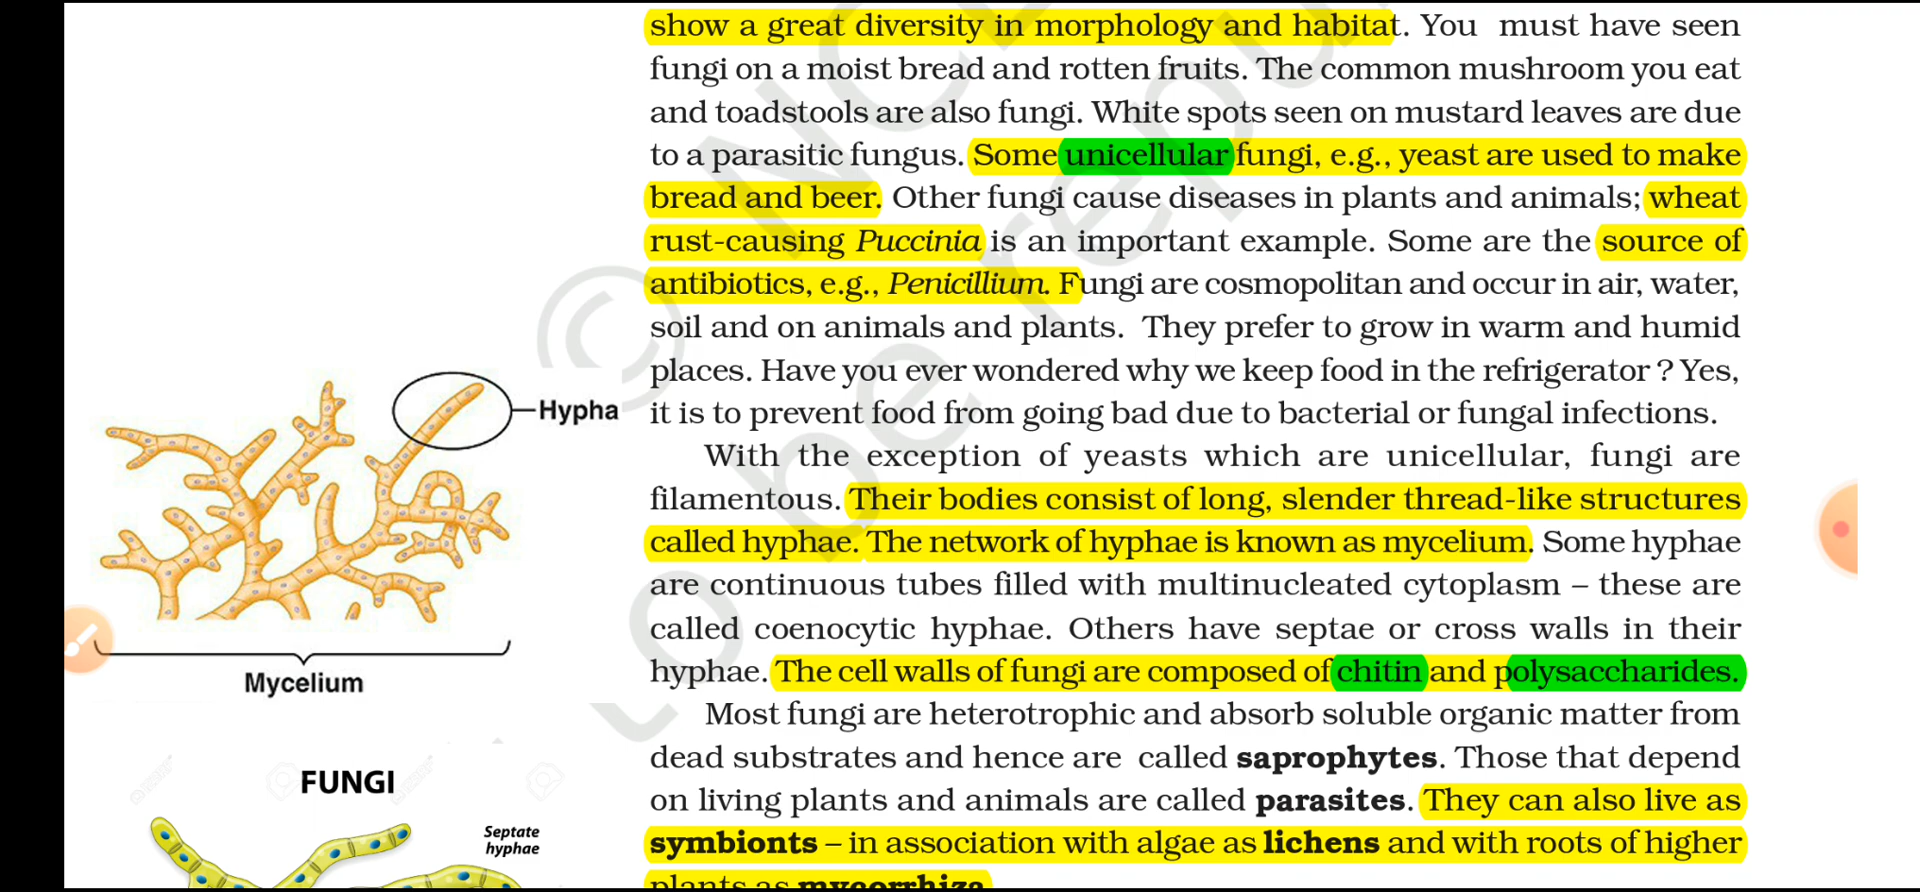 show a great diversity in morphology and habitat. You must have seen
fungi on a moist bread and rotten fruits. The common mushroom you eat
and toadstools are also fungi. White spots seen on mustard leaves are due
to a parasitic fungus. Some unicellular fungi, e.g., yeast are used to make
bread and beer. Other fungi cause diseases in plants and animals; wheat
rust-causing Puccinia is an important example. Some are the source of
antibiotics, e.g., Penicillium. Fungi are cosmopolitan and occur in air, water,
soil and on animals and plants. They prefer to grow in warm and humid
places. Have you ever wondered why we keep food in the refrigerator ? Yes,
it is to prevent food from going bad due to bacterial or fungal infections.
With the exception of yeasts which are unicellular, fungi are
filamentous. Their bodies consist of long, slender thread-like structures
called hyphae. The network of hyphae is known as mycelium. Some hyphae
are continuous tubes filled with multinucleated cytoplasm – these are
called coenocytic hyphae. Others have septae or cross walls in their
hyphae. The cell walls of fungi are composed of chitin and polysaccharides.
Most fungi are heterotrophic and absorb soluble organic matter from
dead substrates and hence are called saprophytes. Those that depend
on living plants and animals are called parasites. They can also live as
symbionts – in association with algae as lichens and with roots of higher
plants as mycorrhiza
Hypha
Mycelium
FUNGI
Septate
hyphae
© NCE
to be repu